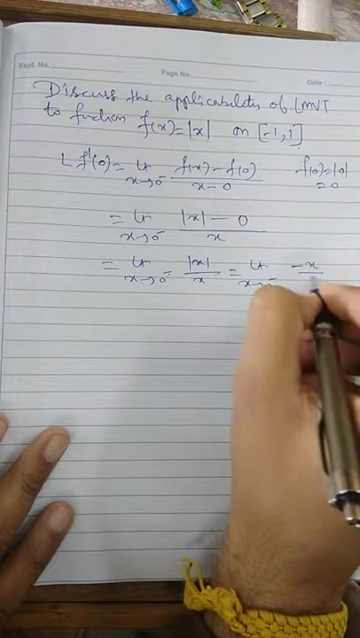 Expt. No.
Page No.
Date :
Discuss the applicability of LMVT
to function f(x)=|x| on [-1,1]
L f'(0)= lt x→0⁻ f(x)-f(0) / x-0 f(0)=|0| =0
= lt x→0⁻ |x|-0 / x
= lt x→0⁻ |x| / x = lt x→0⁻ -x